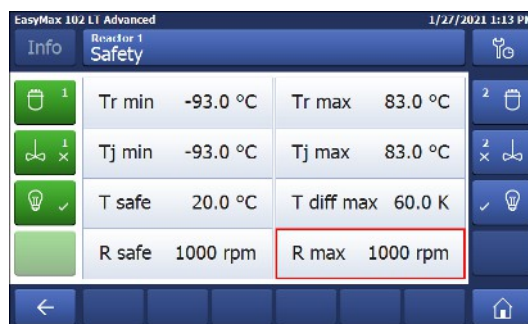 EasyMax 102 LT Advanced 1/27/2021 1:13 PM
Info Reactor 1
Safety
1 Tr min -93.0 °C Tr max 83.0 °C 2
1 Tj min -93.0 °C Tj max 83.0 °C 2
T safe 20.0 °C T diff max 60.0 K
R safe 1000 rpm R max 1000 rpm